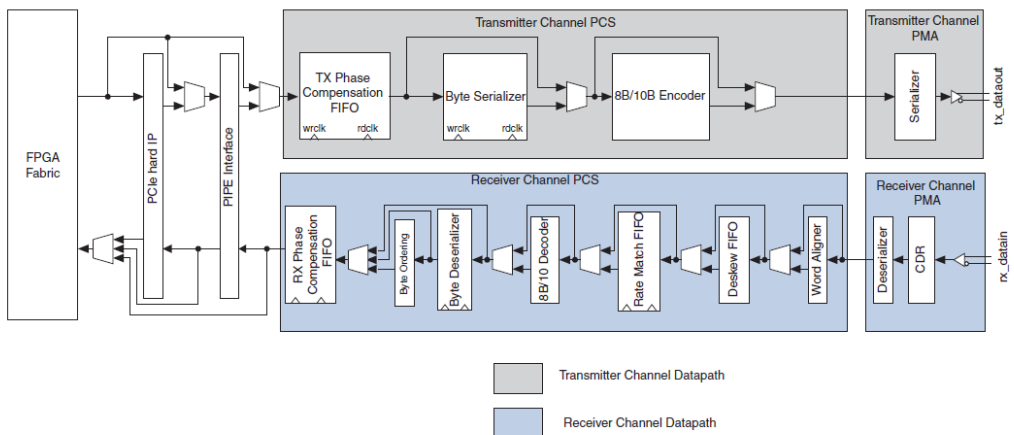 Transmitter Channel PCS
Transmitter Channel
PMA
FPGA
Fabric
PCIe hard IP
PIPE Interface
TX Phase
Compensation
FIFO
wrclk
rdclk
Byte Serializer
wrclk
rdclk
8B/10B Encoder
Serializer
tx_dataout
Receiver Channel PCS
Receiver Channel
PMA
RX Phase
Compensation
FIFO
Byte Ordering
Byte Deserializer
8B/10 Decoder
Rate Match FIFO
Deskew FIFO
Word Aligner
Deserializer
CDR
rx_datain
Transmitter Channel Datapath
Receiver Channel Datapath